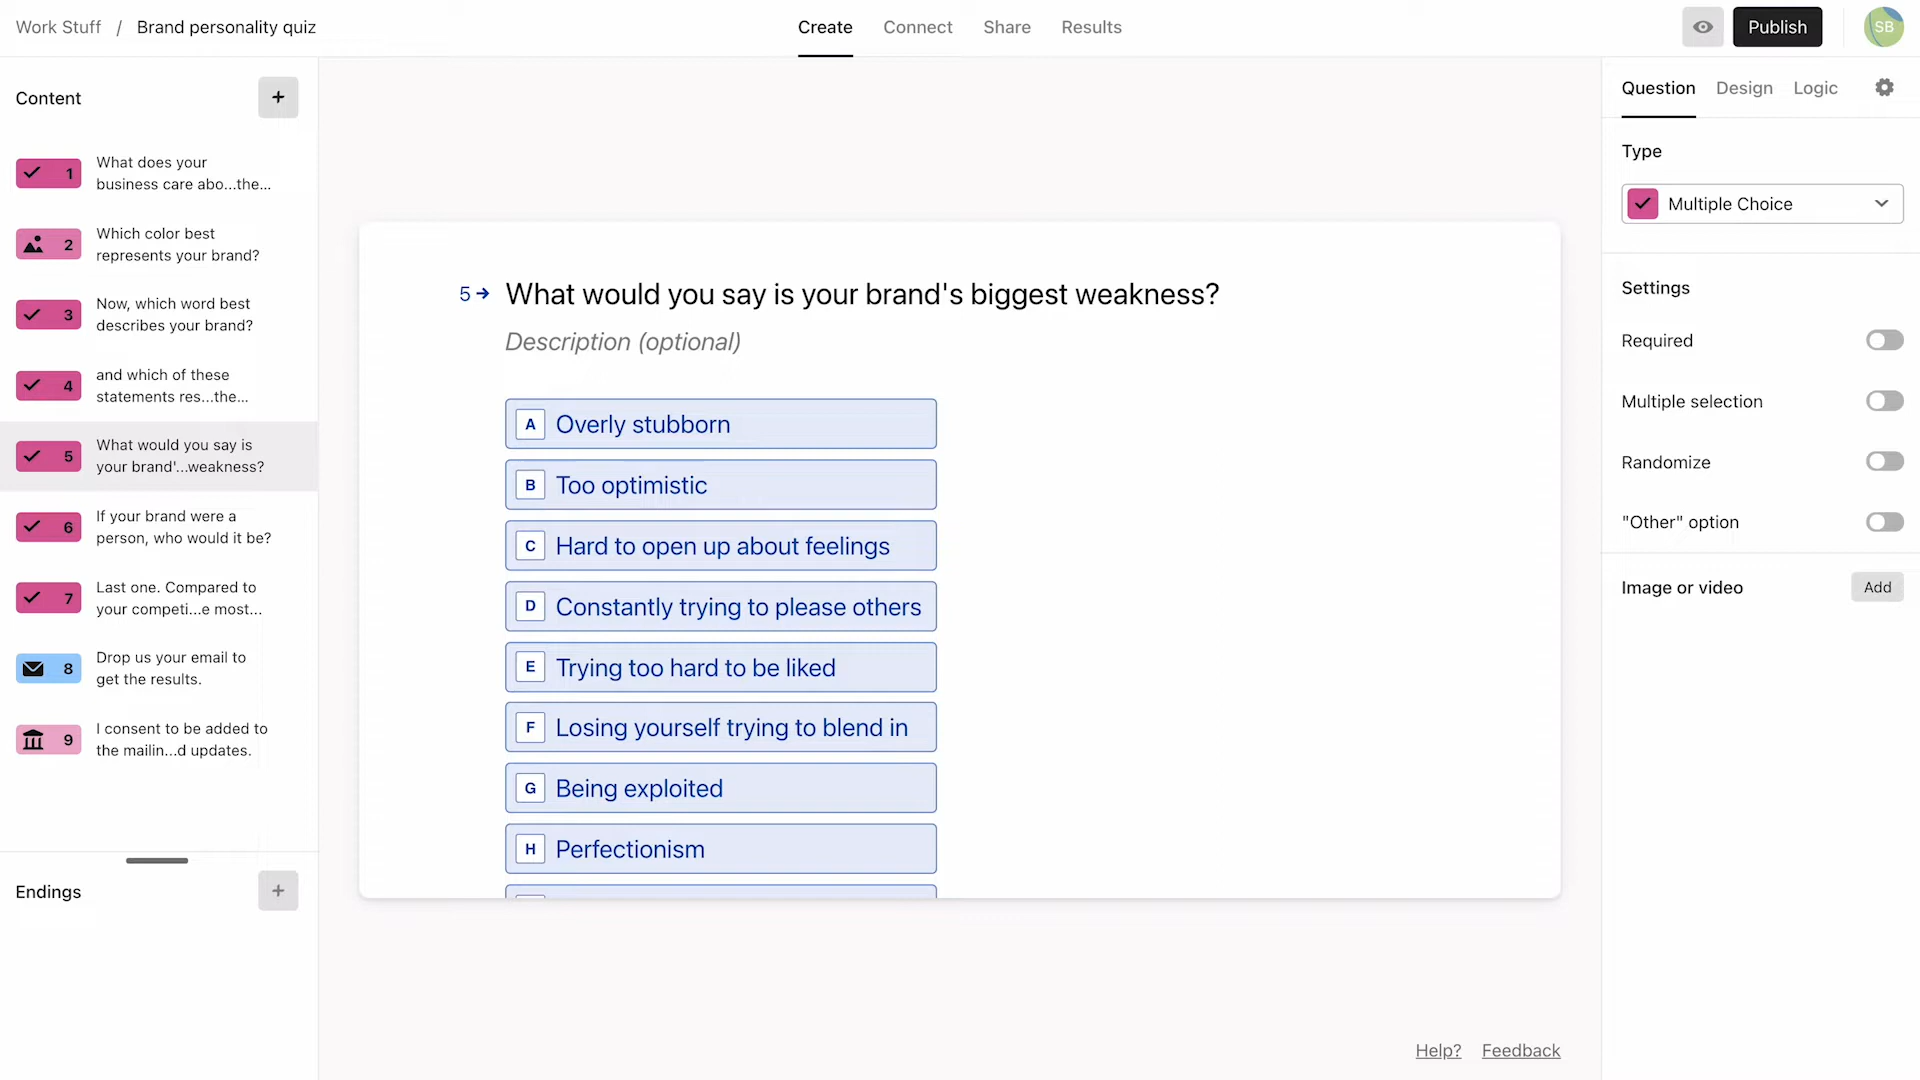 Work Stuff / Brand personality quiz
Create Connect Share Results
Publish
SB
Content
+
1 What does your
business care abo...the...
2 Which color best
represents your brand?
3 Now, which word best
describes your brand?
4 and which of these
statements res...the...
5 What would you say is
your brand'...weakness?
6 If your brand were a
person, who would it be?
7 Last one. Compared to
your competi...e most...
8 Drop us your email to
get the results.
9 I consent to be added to
the mailin...d updates.
Endings
+
5 → What would you say is your brand's biggest weakness?
Description (optional)
A Overly stubborn
B Too optimistic
C Hard to open up about feelings
D Constantly trying to please others
E Trying too hard to be liked
F Losing yourself trying to blend in
G Being exploited
H Perfectionism
Help? Feedback
Question Design Logic
Type
Multiple Choice
Settings
Required
Multiple selection
Randomize
"Other" option
Image or video Add